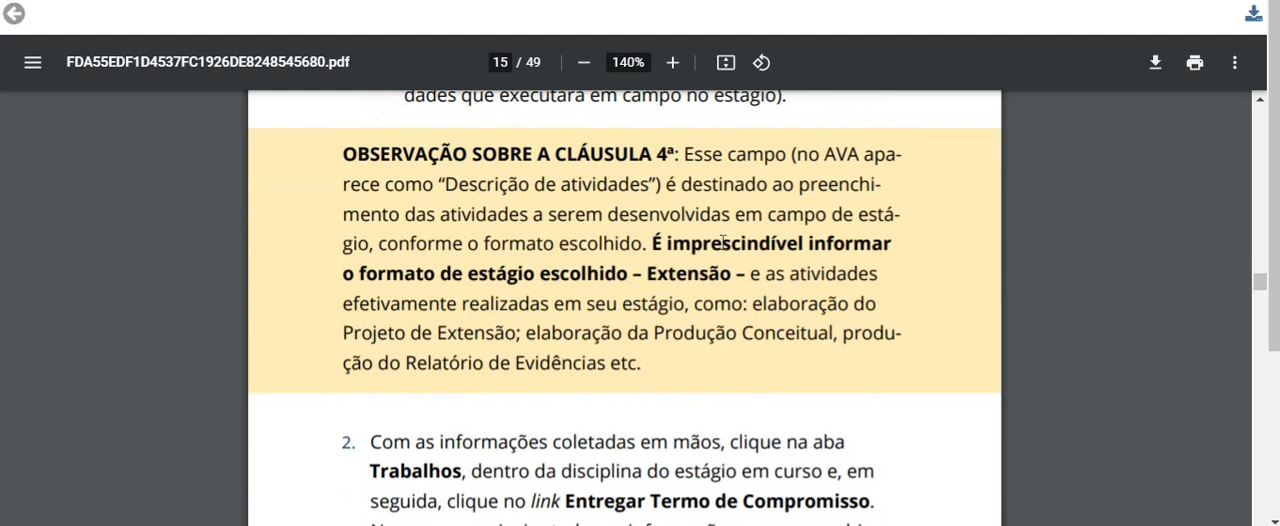 FDA55EDF1D4537FC1926DE8248545680.pdf
15 / 49
140%
dades que executará em campo no estágio).
OBSERVAÇÃO SOBRE A CLÁUSULA 4ª: Esse campo (no AVA apa-
rece como “Descrição de atividades”) é destinado ao preenchi-
mento das atividades a serem desenvolvidas em campo de está-
gio, conforme o formato escolhido. É imprescindível informar
o formato de estágio escolhido – Extensão – e as atividades
efetivamente realizadas em seu estágio, como: elaboração do
Projeto de Extensão; elaboração da Produção Conceitual, produ-
ção do Relatório de Evidências etc.
2. Com as informações coletadas em mãos, clique na aba
Trabalhos, dentro da disciplina do estágio em curso e, em
seguida, clique no link Entregar Termo de Compromisso.